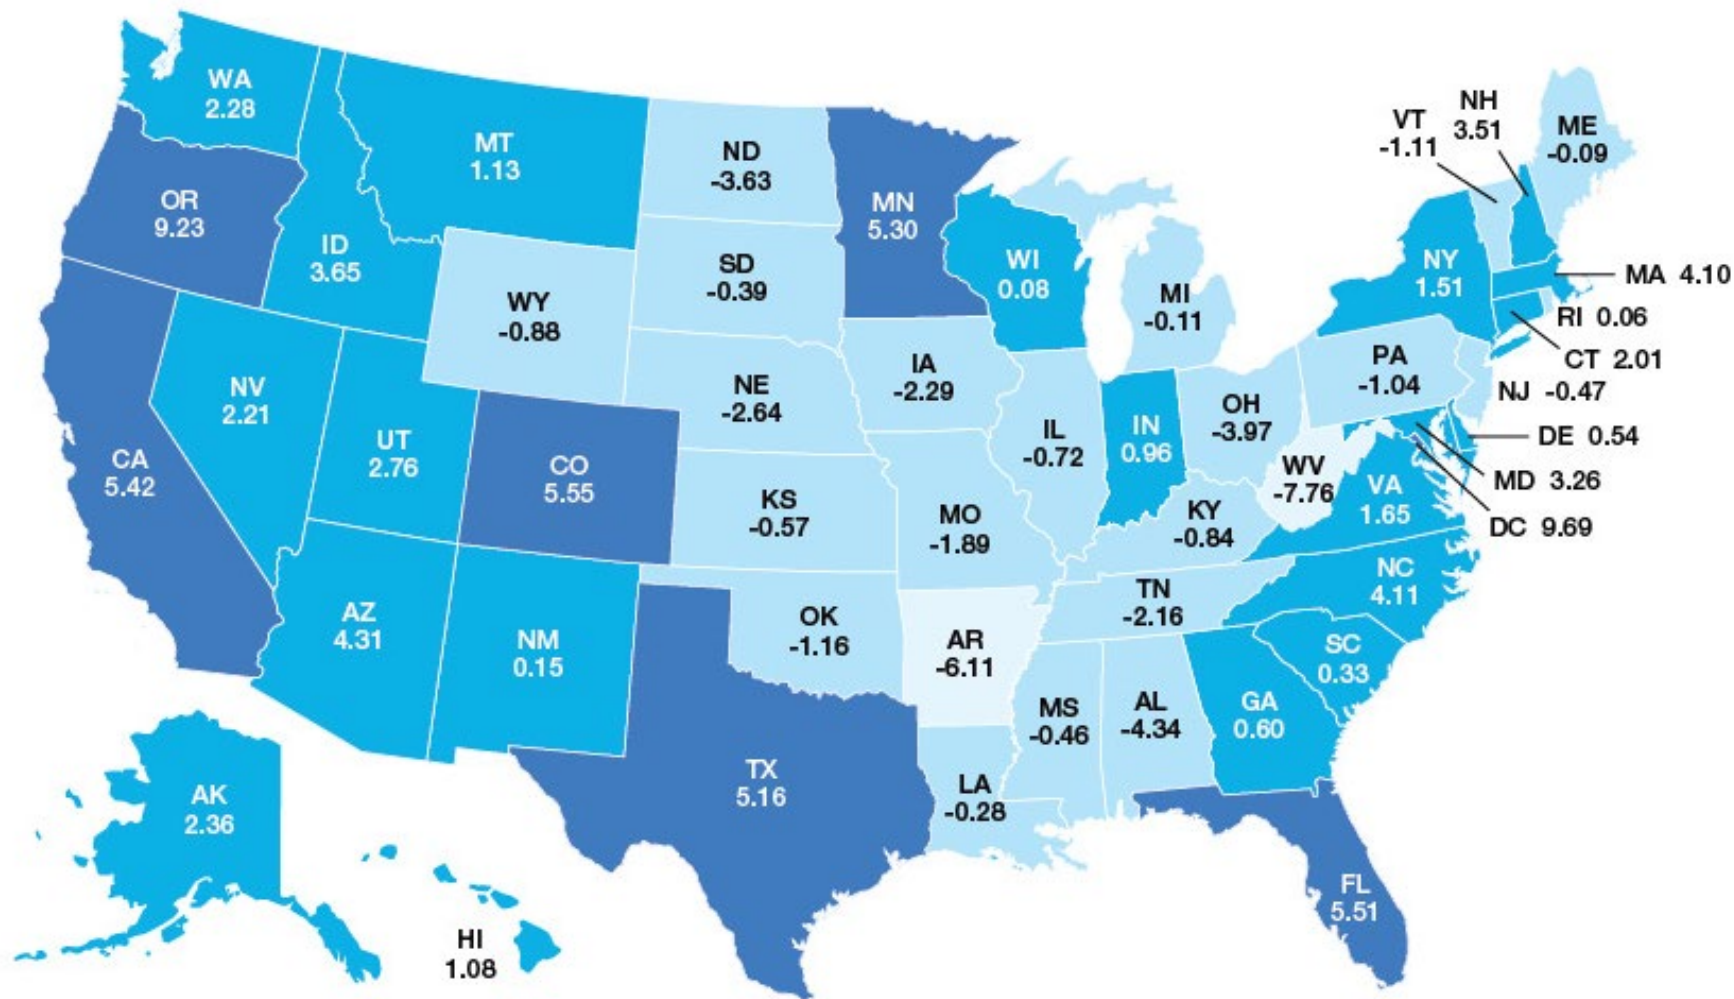 WA
2.28
MT
1.13
ND
-3.63
MN
5.30
VT
-1.11
NH
3.51
ME
-0.09
OR
9.23
ID
3.65
WY
-0.88
SD
-0.39
WI
0.08
MI
-0.11
NY
1.51
MA 4.10
RI 0.06
CT 2.01
NJ -0.47
PA
-1.04
NV
2.21
UT
2.76
CO
5.55
NE
-2.64
IA
-2.29
IL
-0.72
IN
0.96
OH
-3.97
WV
-7.76
DE 0.54
MD 3.26
DC 9.69
VA
1.65
CA
5.42
KS
-0.57
MO
-1.89
KY
-0.84
NC
4.11
TN
-2.16
AZ
4.31
NM
0.15
OK
-1.16
AR
-6.11
SC
0.33
MS
-0.46
AL
-4.34
GA
0.60
TX
5.16
LA
-0.28
AK
2.36
HI
1.08
FL
5.51